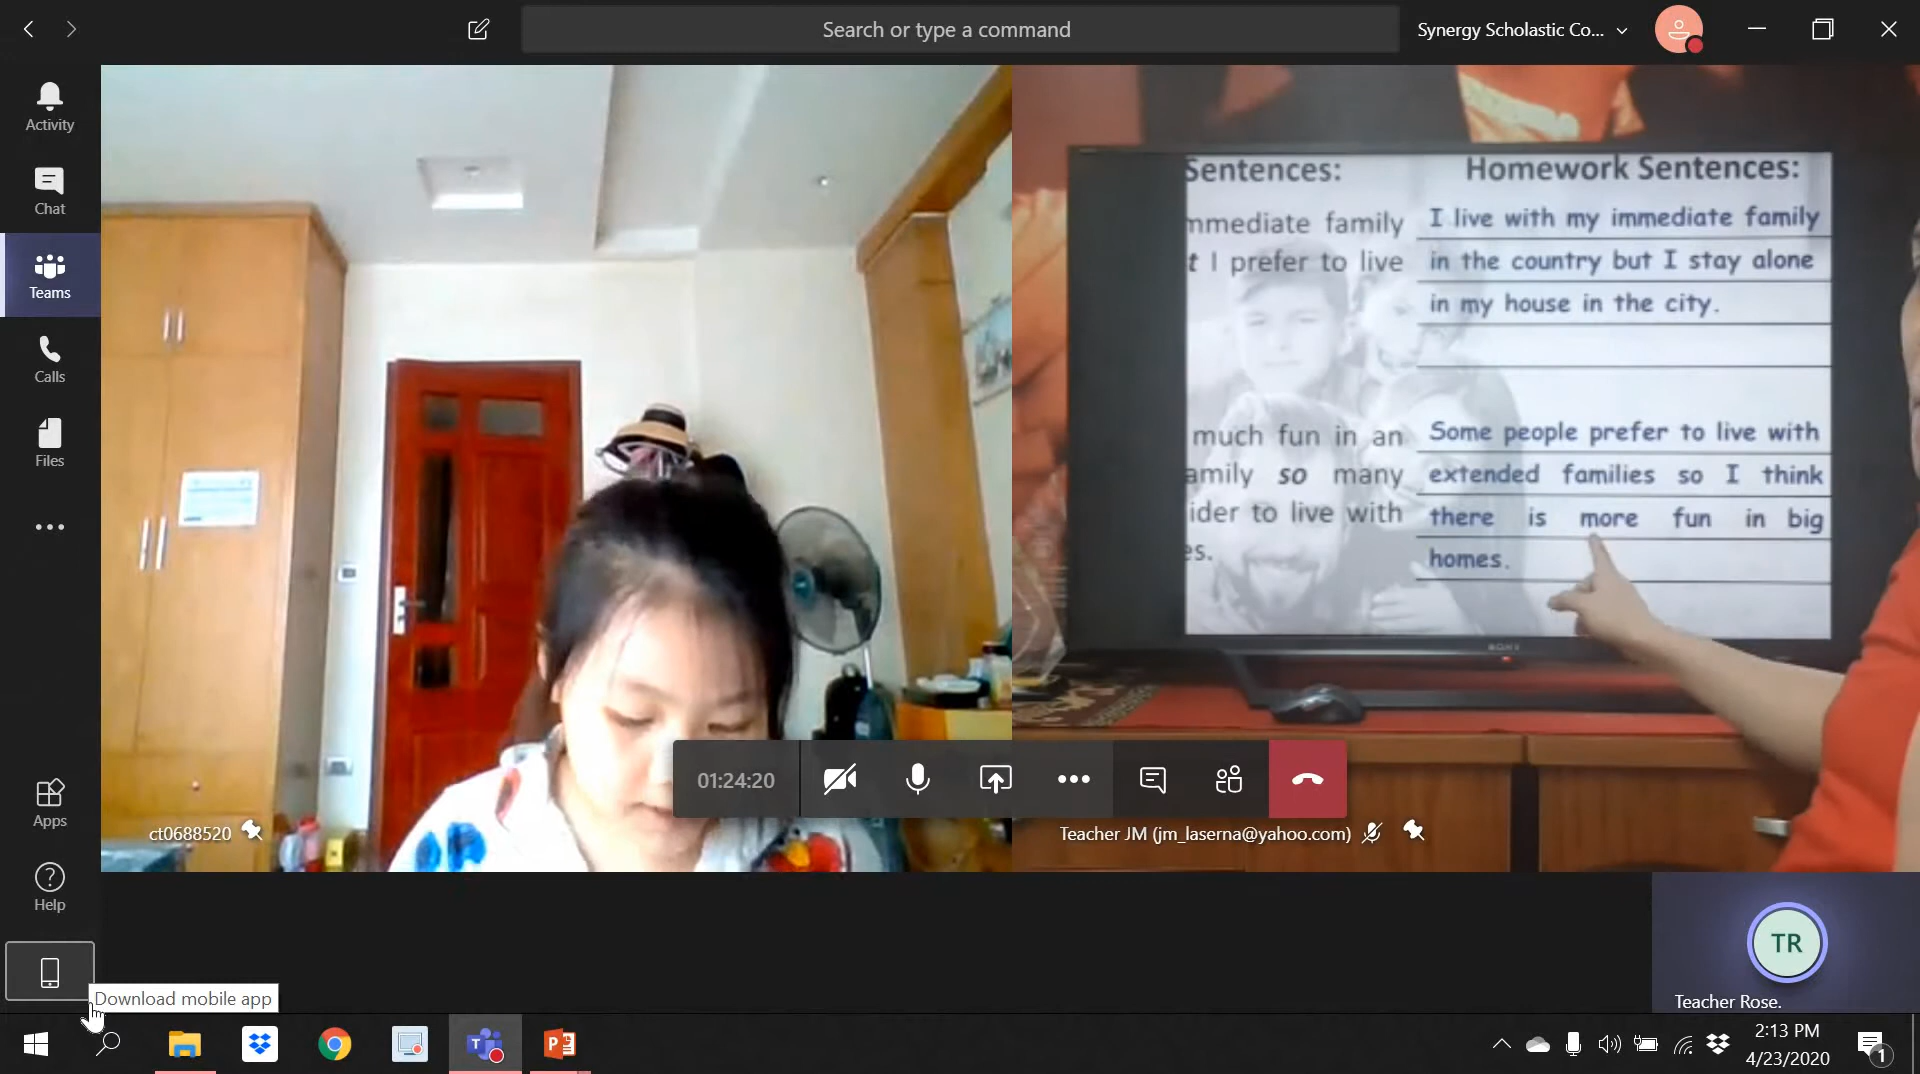 Search or type a command
Synergy Scholastic Co...
Activity
Chat
Teams
Calls
Files
Apps
Help
Download mobile app
Sentences:
mmediate family
t I prefer to live
much fun in an
amily so many
ider to live with
es.
Homework Sentences:
I live with my immediate family
in the country but I stay alone
in my house in the city.
Some people prefer to live with
extended families so I think
there is more fun in big
homes.
SONY
01:24:20
ct0688520
Teacher JM (jm_laserna@yahoo.com)
TR
Teacher Rose.
2:13 PM
4/23/2020
1